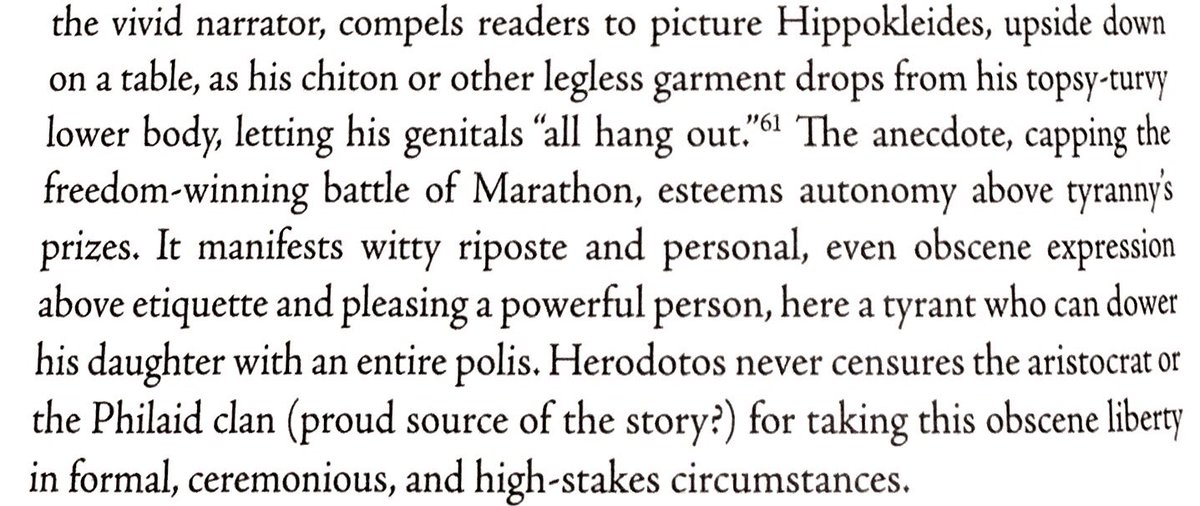 the vivid narrator, compels readers to picture Hippokleides, upside down
on a table, as his chiton or other legless garment drops from his topsy-turvy
lower body, letting his genitals “all hang out.”61 The anecdote, capping the
freedom-winning battle of Marathon, esteems autonomy above tyranny's
prizes. It manifests witty riposte and personal, even obscene expression
above etiquette and pleasing a powerful person, here a tyrant who can dower
his daughter with an entire polis. Herodotos never censures the aristocrat or
the Philaid clan (proud source of the story?) for taking this obscene liberty
in formal, ceremonious, and high-stakes circumstances.